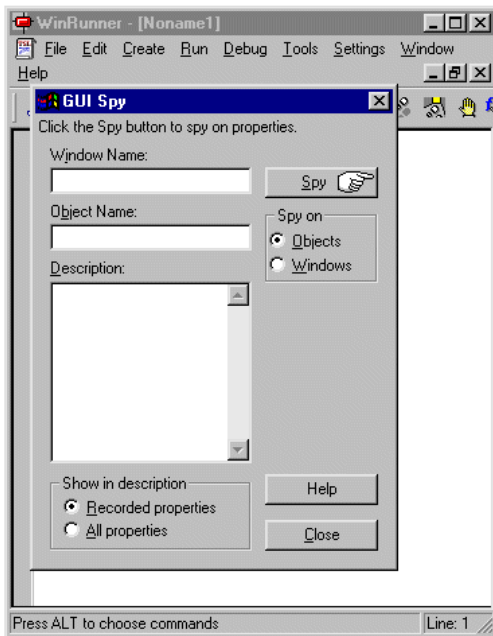 WinRunner - [Noname1]
File Edit Create Run Debug Tools Settings Window
Help
GUI Spy
Click the Spy button to spy on properties.
Window Name:
Spy
Object Name:
Spy on
Objects
Windows
Description:
Show in description
Recorded properties
All properties
Help
Close
Press ALT to choose commands
Line: 1